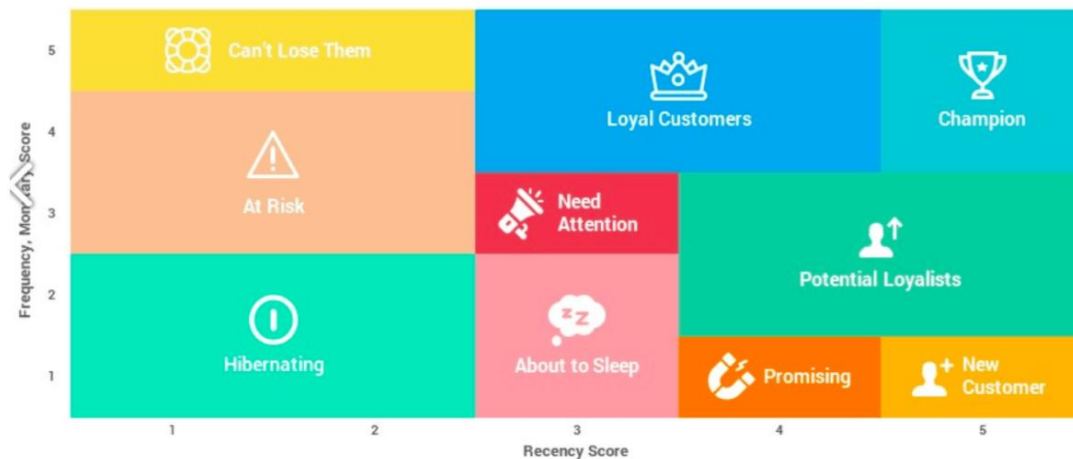 5
Can't Lose Them
Loyal Customers
Champion
4
At Risk
3
Need
Attention
Potential Loyalists
2
Hibernating
About to Sleep
1
Promising
New
Customer
1
2
3
4
5
Recency Score
Frequency, Score